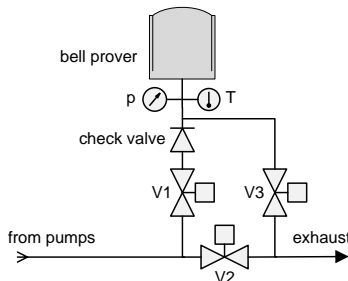 bell prover
p
T
check valve
V1
V3
from pumps
exhaust
V2